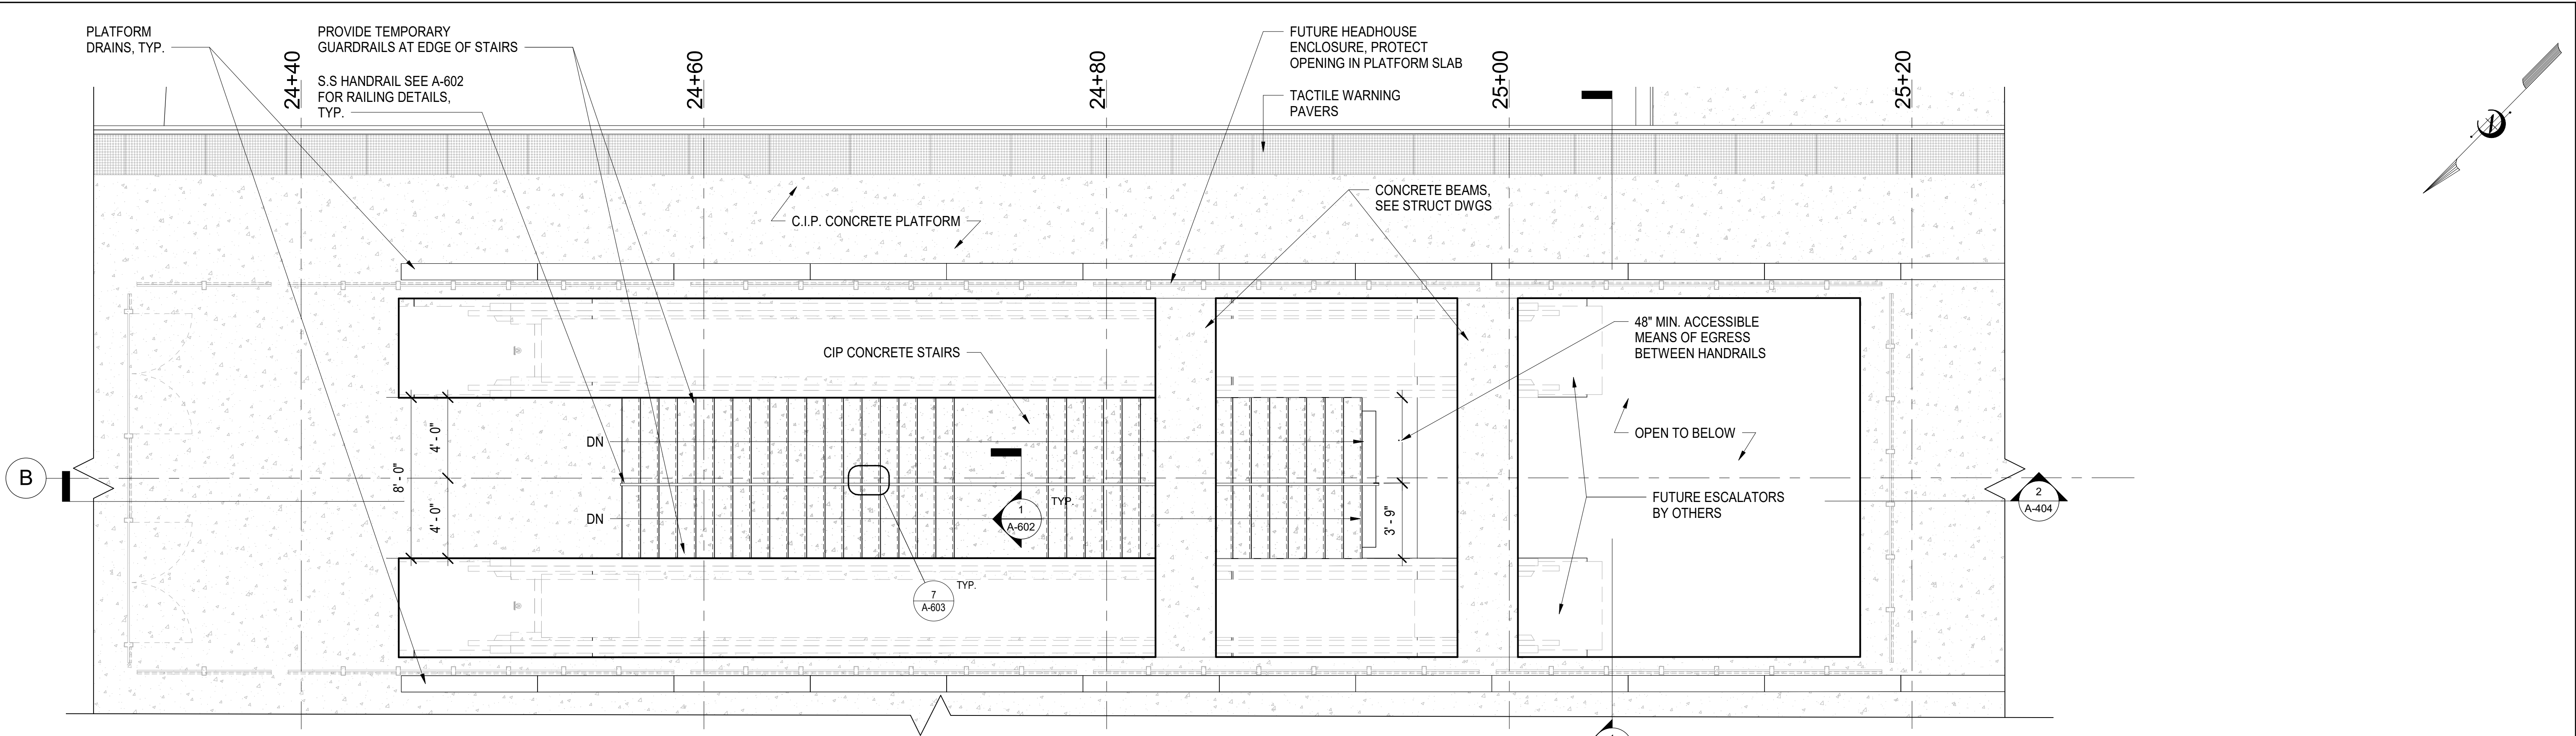 PLATFORM
DRAINS, TYP.
PROVIDE TEMPORARY
GUARDRAILS AT EDGE OF STAIRS
S.S HANDRAIL SEE A-602
FOR RAILING DETAILS,
TYP.
24+40
24+60
24+80
25+00
25+20
FUTURE HEADHOUSE
ENCLOSURE, PROTECT
OPENING IN PLATFORM SLAB
TACTILE WARNING
PAVERS
C.I.P. CONCRETE PLATFORM
CONCRETE BEAMS,
SEE STRUCT DWGS
CIP CONCRETE STAIRS
48" MIN. ACCESSIBLE
MEANS OF EGRESS
BETWEEN HANDRAILS
OPEN TO BELOW
FUTURE ESCALATORS
BY OTHERS
B
8' - 0"
4' - 0"
4' - 0"
DN
DN
1
A-602
TYP.
7
A-603
TYP.
3' - 9"
2
A-404